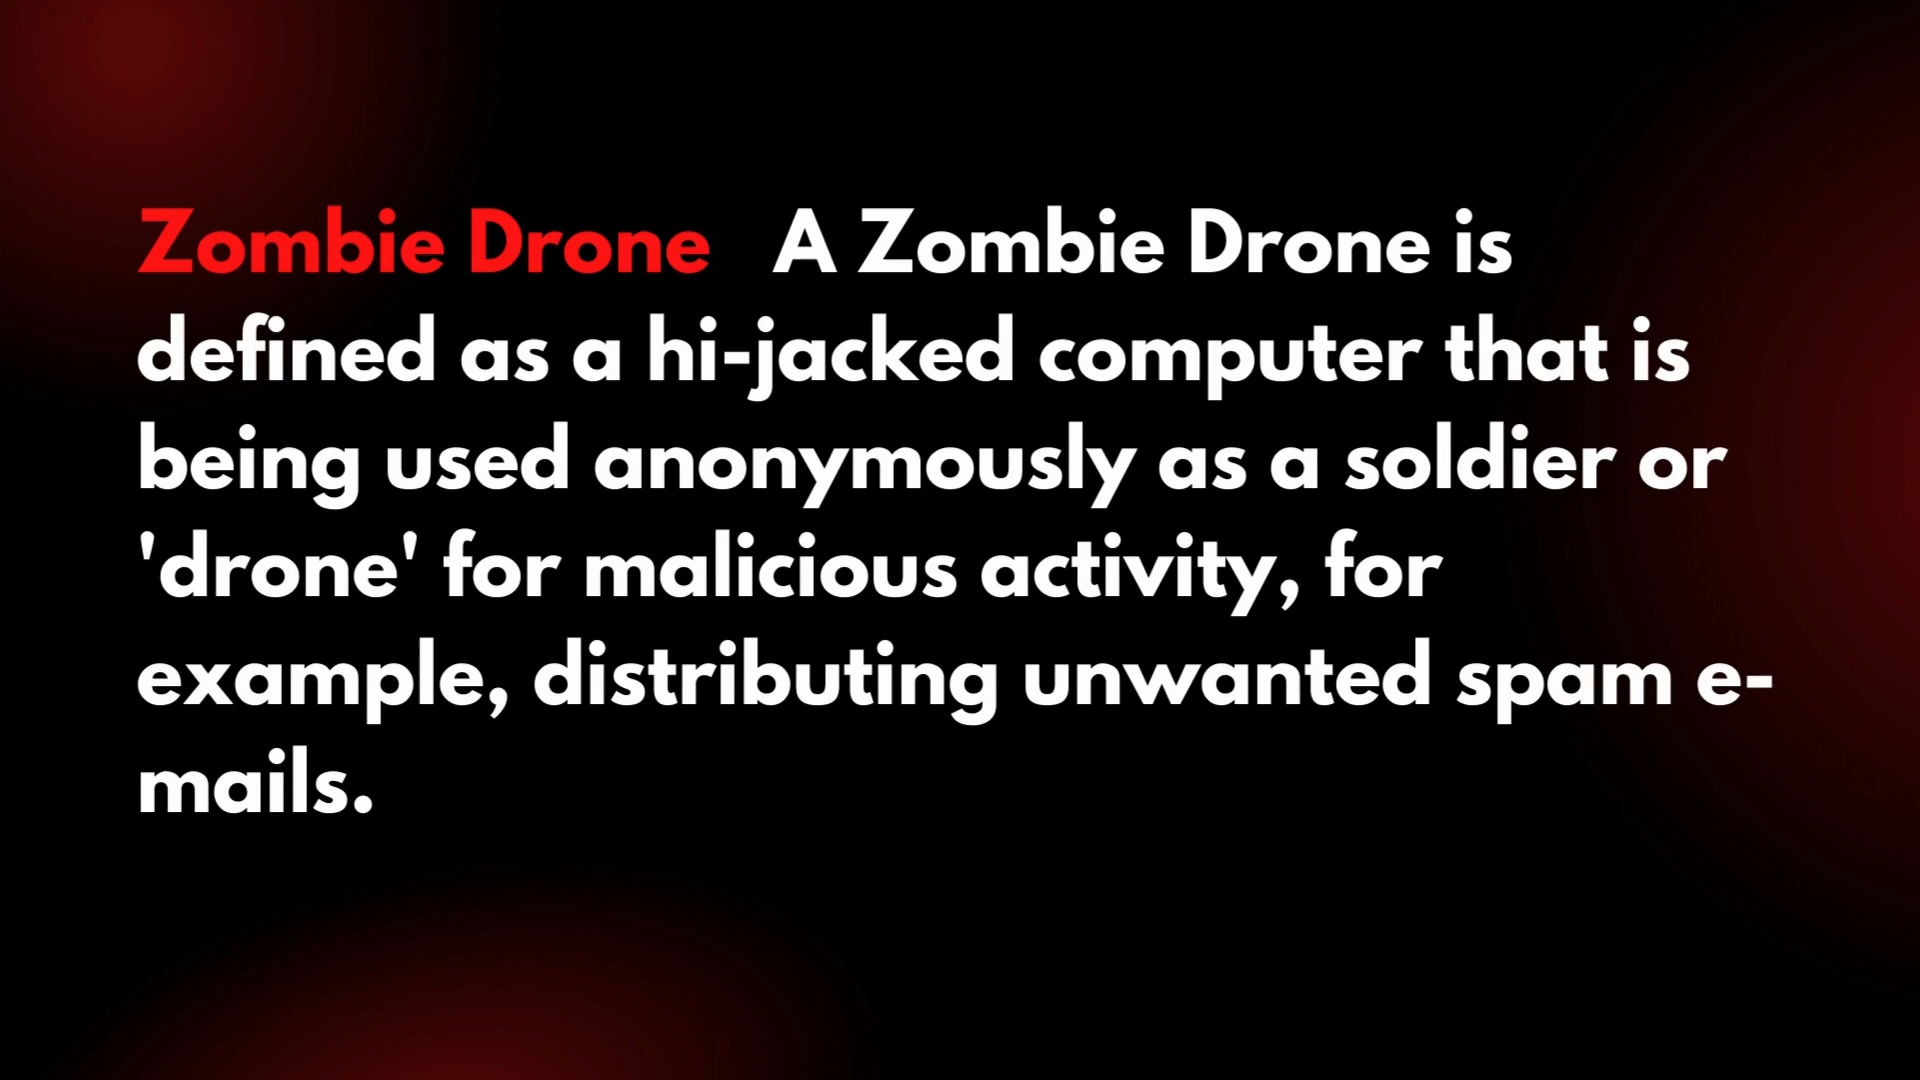 Zombie Drone A Zombie Drone is
defined as a hi-jacked computer that is
being used anonymously as a soldier or
'drone' for malicious activity, for
example, distributing unwanted spam e-
mails.